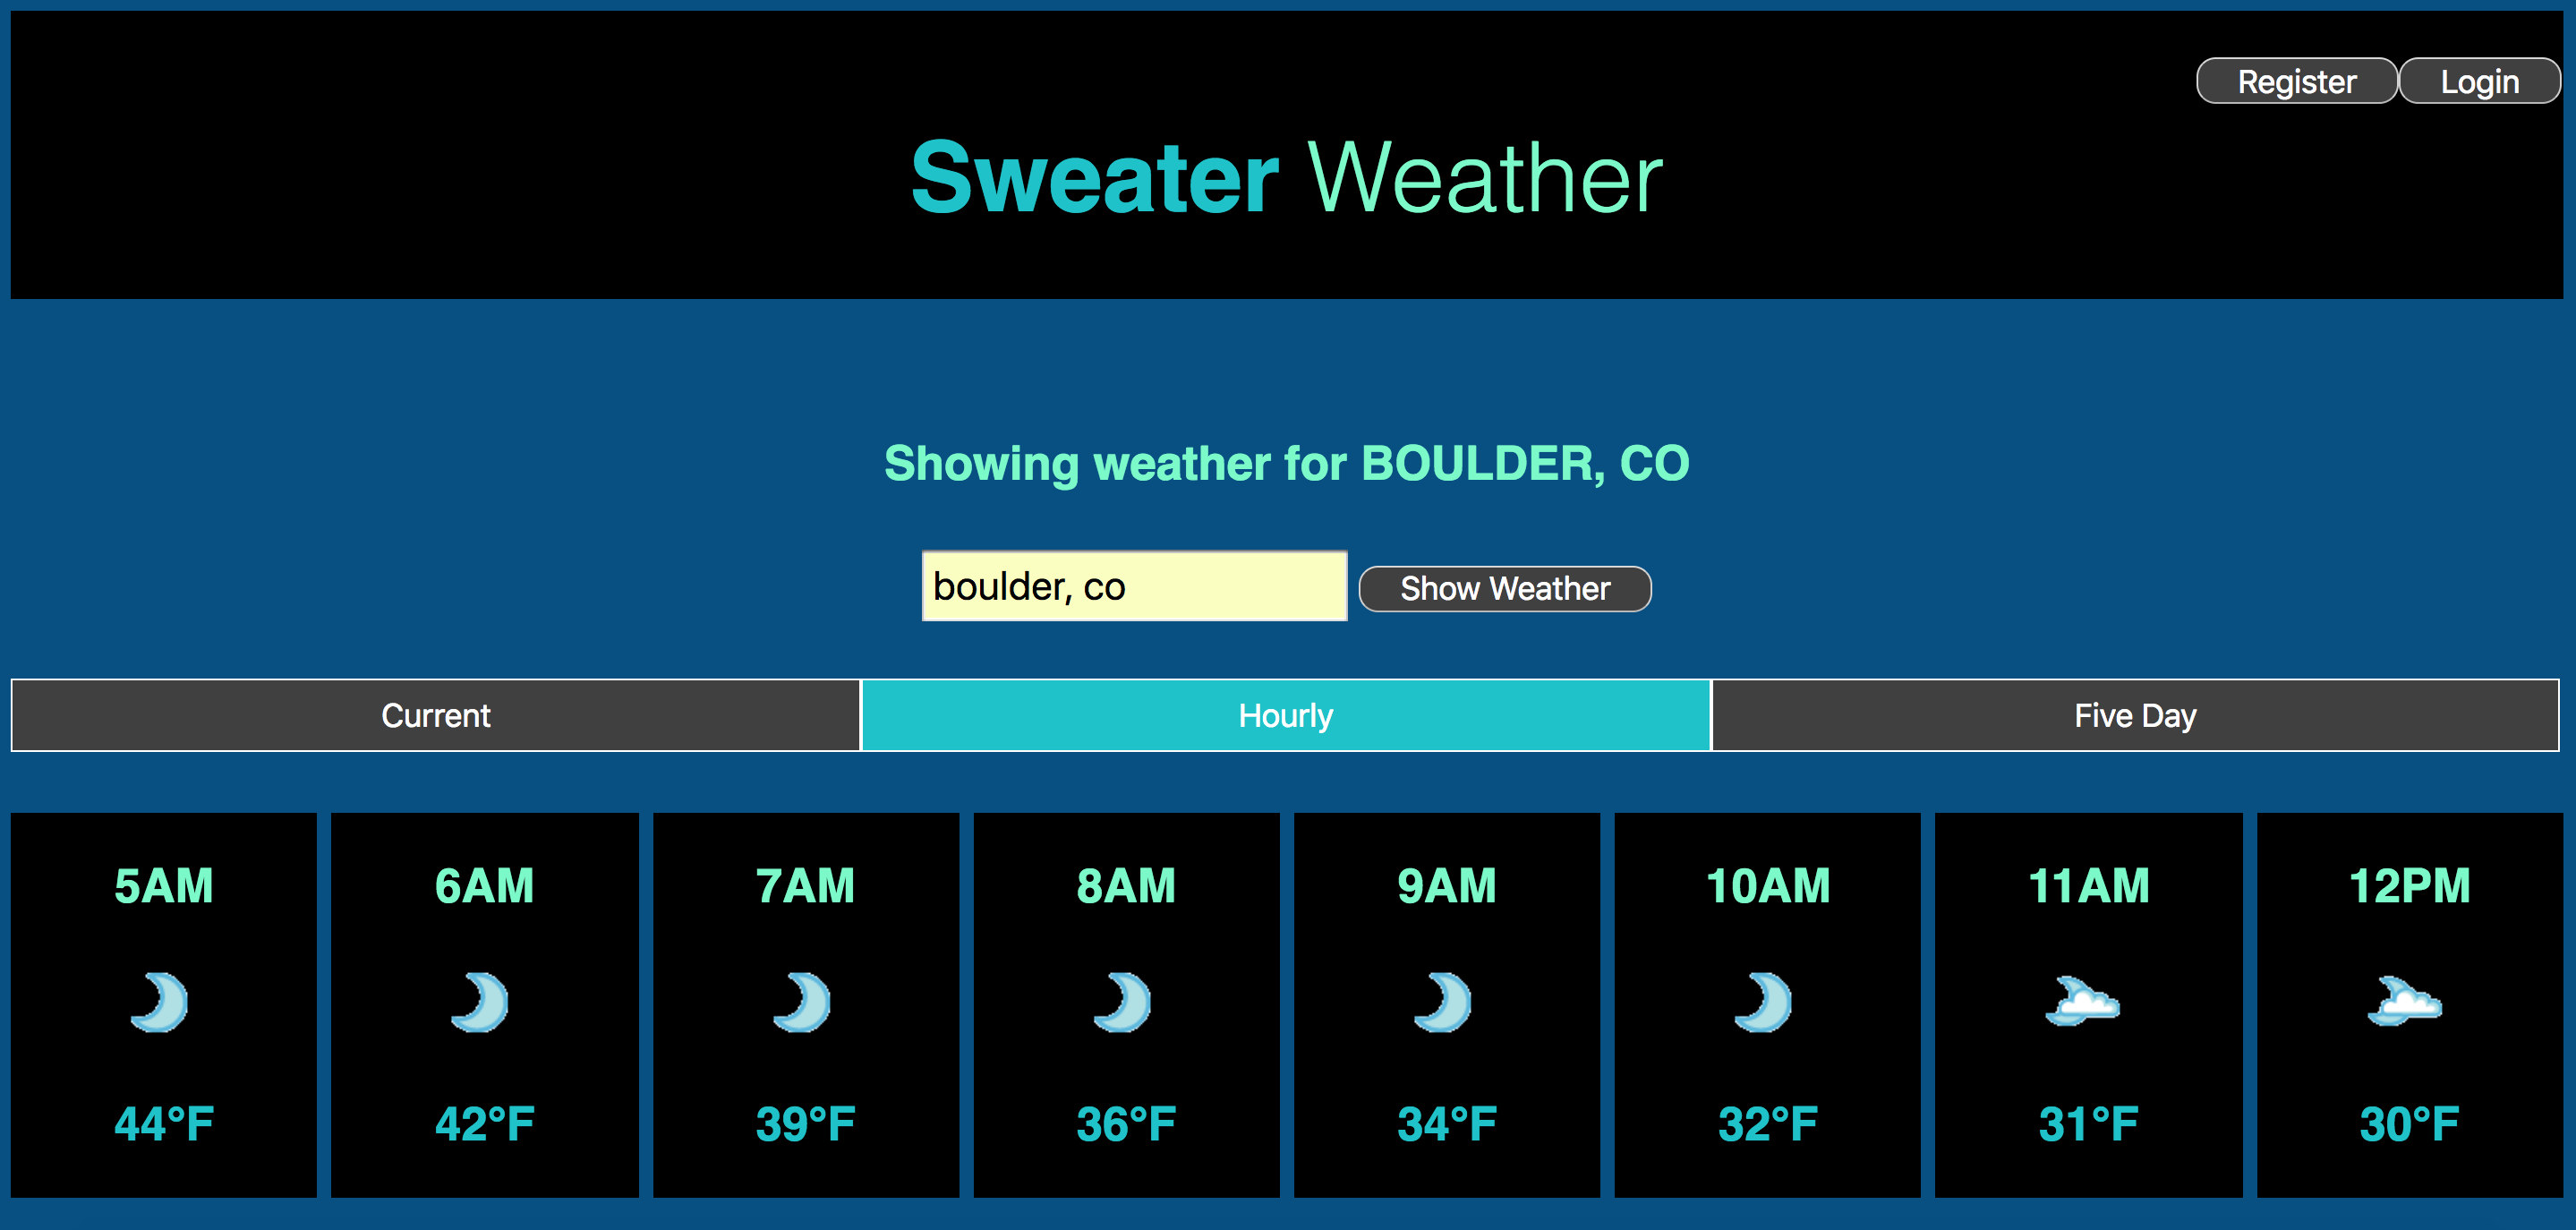 Register Login
Sweater Weather
Showing weather for BOULDER, CO
boulder, co Show Weather
Current Hourly Five Day
5AM 6AM 7AM 8AM 9AM 10AM 11AM 12PM
44°F 42°F 39°F 36°F 34°F 32°F 31°F 30°F